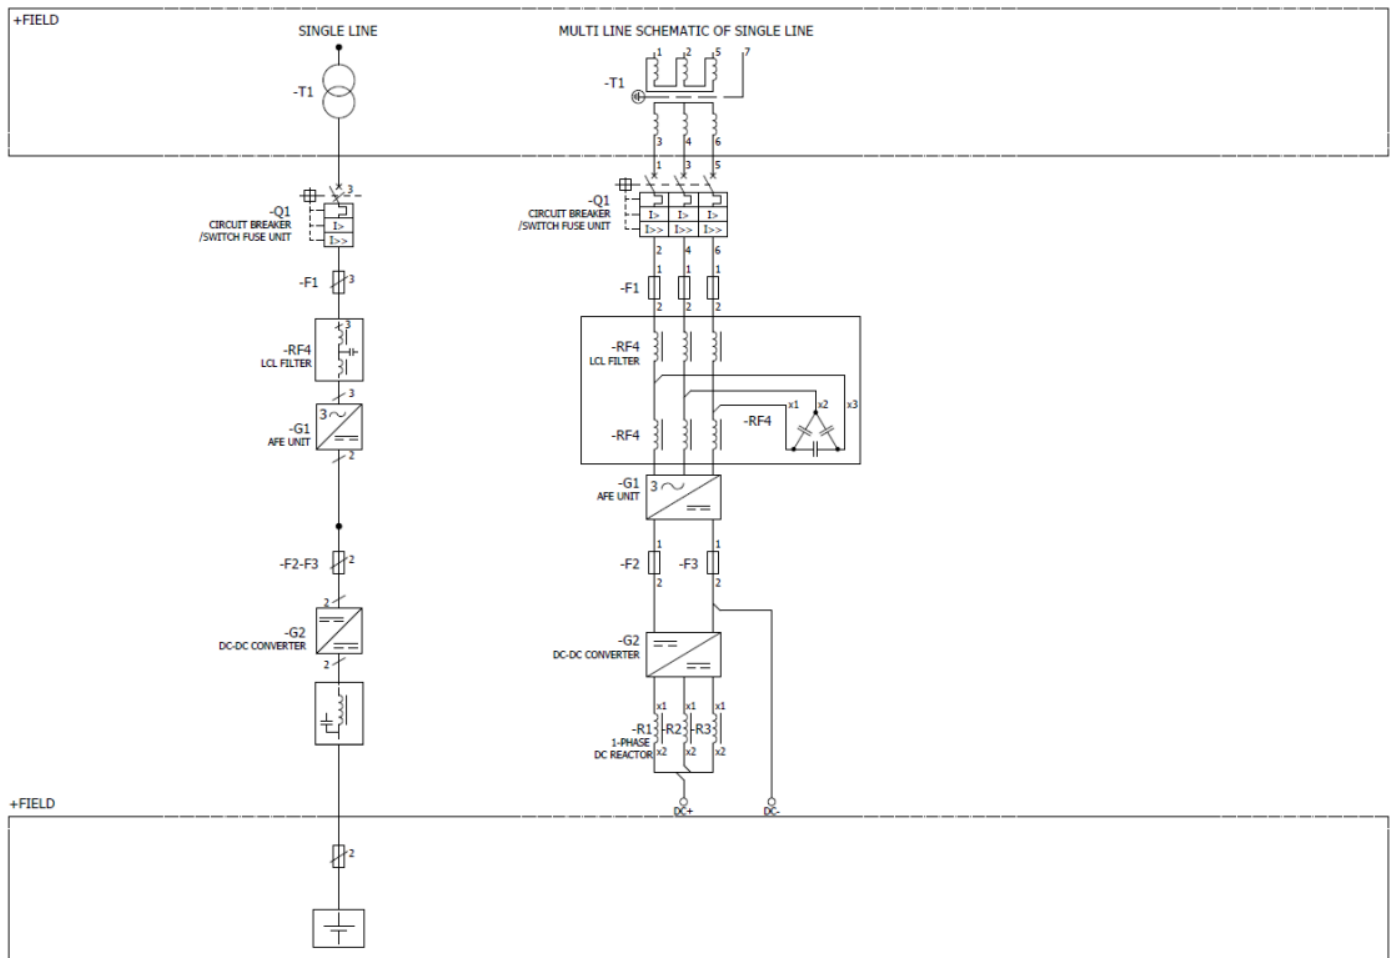 +FIELD
SINGLE LINE
MULTI LINE SCHEMATIC OF SINGLE LINE
1 2 5 7
-T1
-T1
3 4 6
1 3 5
3
-Q1
CIRCUIT BREAKER
/SWITCH FUSE UNIT
I>
I>>
-Q1
CIRCUIT BREAKER
/SWITCH FUSE UNIT
I> I> I>
I>> I>> I>>
2 4 6
-F1
3
1 1 1
-F1
2 2 2
3
-RF4
LCL FILTER
-RF4
LCL FILTER
3
x1 x2 x3
-RF4
-RF4
3
-G1
AFE UNIT
2
-G1
AFE UNIT
3
-F2-F3
2
1 1
-F2
-F3
2 2
2
-G2
DC-DC CONVERTER
2
-G2
DC-DC CONVERTER
x1 x1 x1
-R1 -R2 -R3
1-PHASE
DC REACTOR
x2 x2 x2
DC+
DC-
+FIELD
2